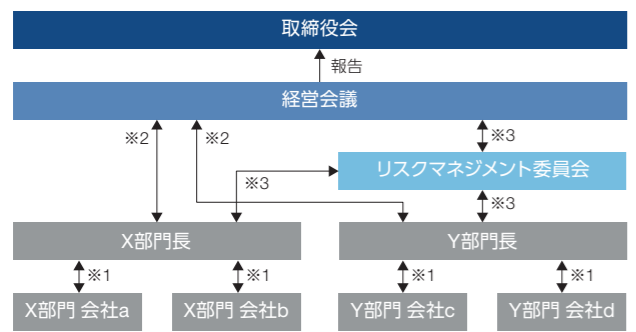 取締役会
報告
経営会議
※2
※2
※3
リスクマネジメント委員会
※3
※3
X部門長
Y部門長
※1
※1
※1
※1
X部門 会社a
X部門 会社b
Y部門 会社c
Y部門 会社d